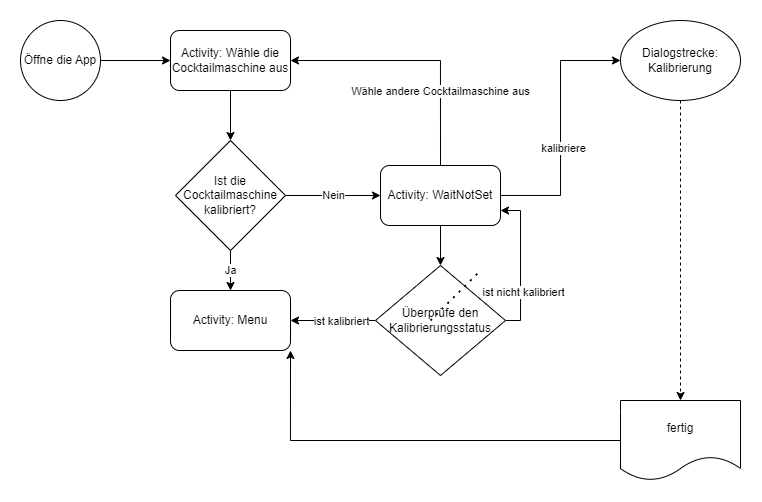 Öffne die App
Activity: Wähle die
Cocktailmaschine aus
Dialogstrecke:
Kalibrierung
Wähle andere Cocktailmaschine aus
kalibriere
Ist die
Cocktailmaschine
kalibriert?
Nein
Activity: WaitNotSet
Ja
ist nicht kalibriert
Activity: Menu
ist kalibriert
Überprüfe den
Kalibrierungsstatus
fertig